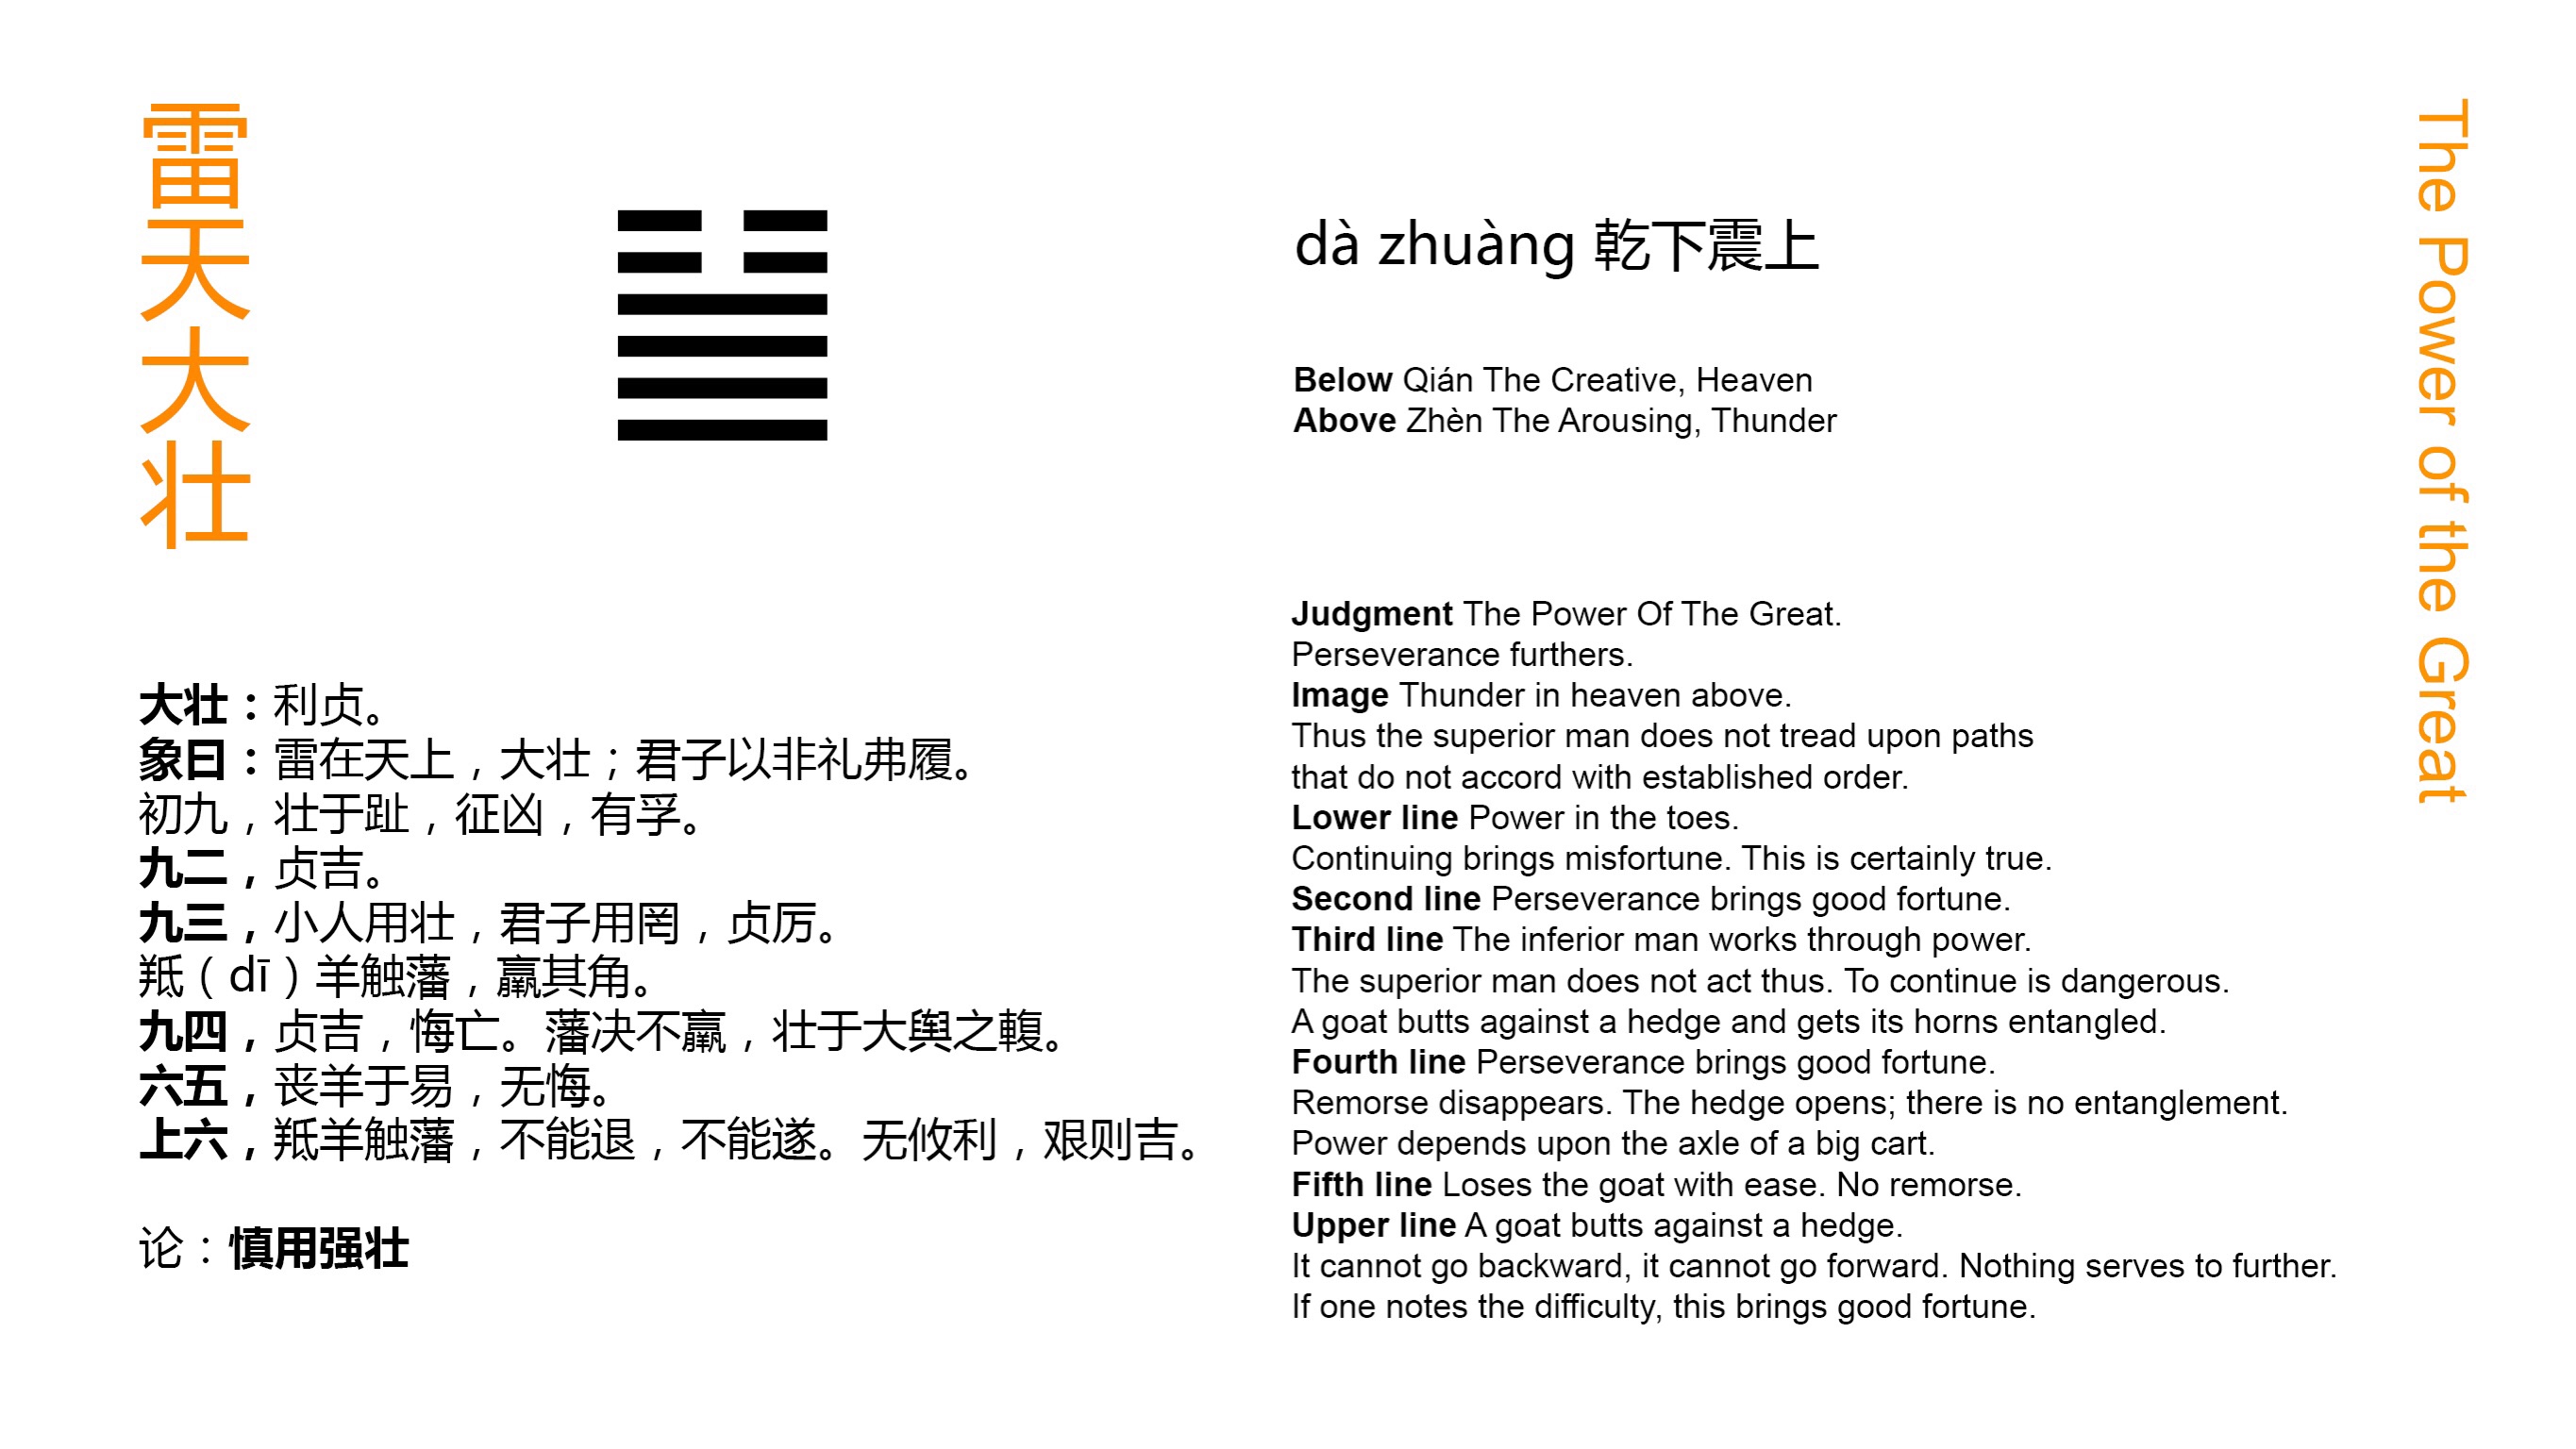 雷天大壮
大壮：利贞。
象曰：雷在天上，大壮；君子以非礼弗履。
初九，壮于趾，征凶，有孚。
九二，贞吉。
九三，小人用壮，君子用罔，贞厉。
羝（dī）羊触藩，羸其角。
九四，贞吉，悔亡。藩决不羸，壮于大舆之輹。
六五，丧羊于易，无悔。
上六，羝羊触藩，不能退，不能遂。无攸利，艰则吉。
论：慎用强壮
dà zhuàng 乾下震上
Below Qián The Creative, Heaven
Above Zhèn The Arousing, Thunder
Judgment The Power Of The Great.
Perseverance furthers.
Image Thunder in heaven above.
Thus the superior man does not tread upon paths
that do not accord with established order.
Lower line Power in the toes.
Continuing brings misfortune. This is certainly true.
Second line Perseverance brings good fortune.
Third line The inferior man works through power.
The superior man does not act thus. To continue is dangerous.
A goat butts against a hedge and gets its horns entangled.
Fourth line Perseverance brings good fortune.
Remorse disappears. The hedge opens; there is no entanglement.
Power depends upon the axle of a big cart.
Fifth line Loses the goat with ease. No remorse.
Upper line A goat butts against a hedge.
It cannot go backward, it cannot go forward. Nothing serves to further.
If one notes the difficulty, this brings good fortune.
The Power of the Great